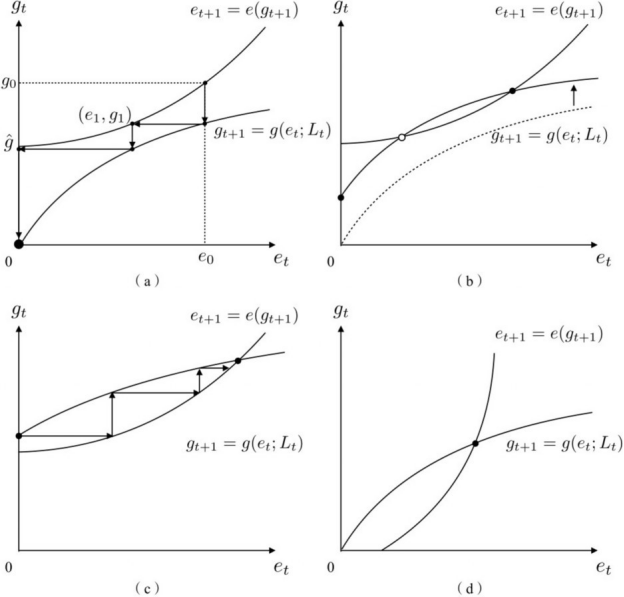 g_t
e_{t+1} = e(g_{t+1})
g_0
(e_1, g_1)
g_{t+1} = g(e_t; L_t)
ĝ
0
e_0
e_t
（a）
g_t
e_{t+1} = e(g_{t+1})
g_{t+1} = g(e_t; L_t)
0
e_t
（b）
g_t
e_{t+1} = e(g_{t+1})
g_{t+1} = g(e_t; L_t)
0
e_t
（c）
g_t
e_{t+1} = e(g_{t+1})
g_{t+1} = g(e_t; L_t)
0
e_t
（d）